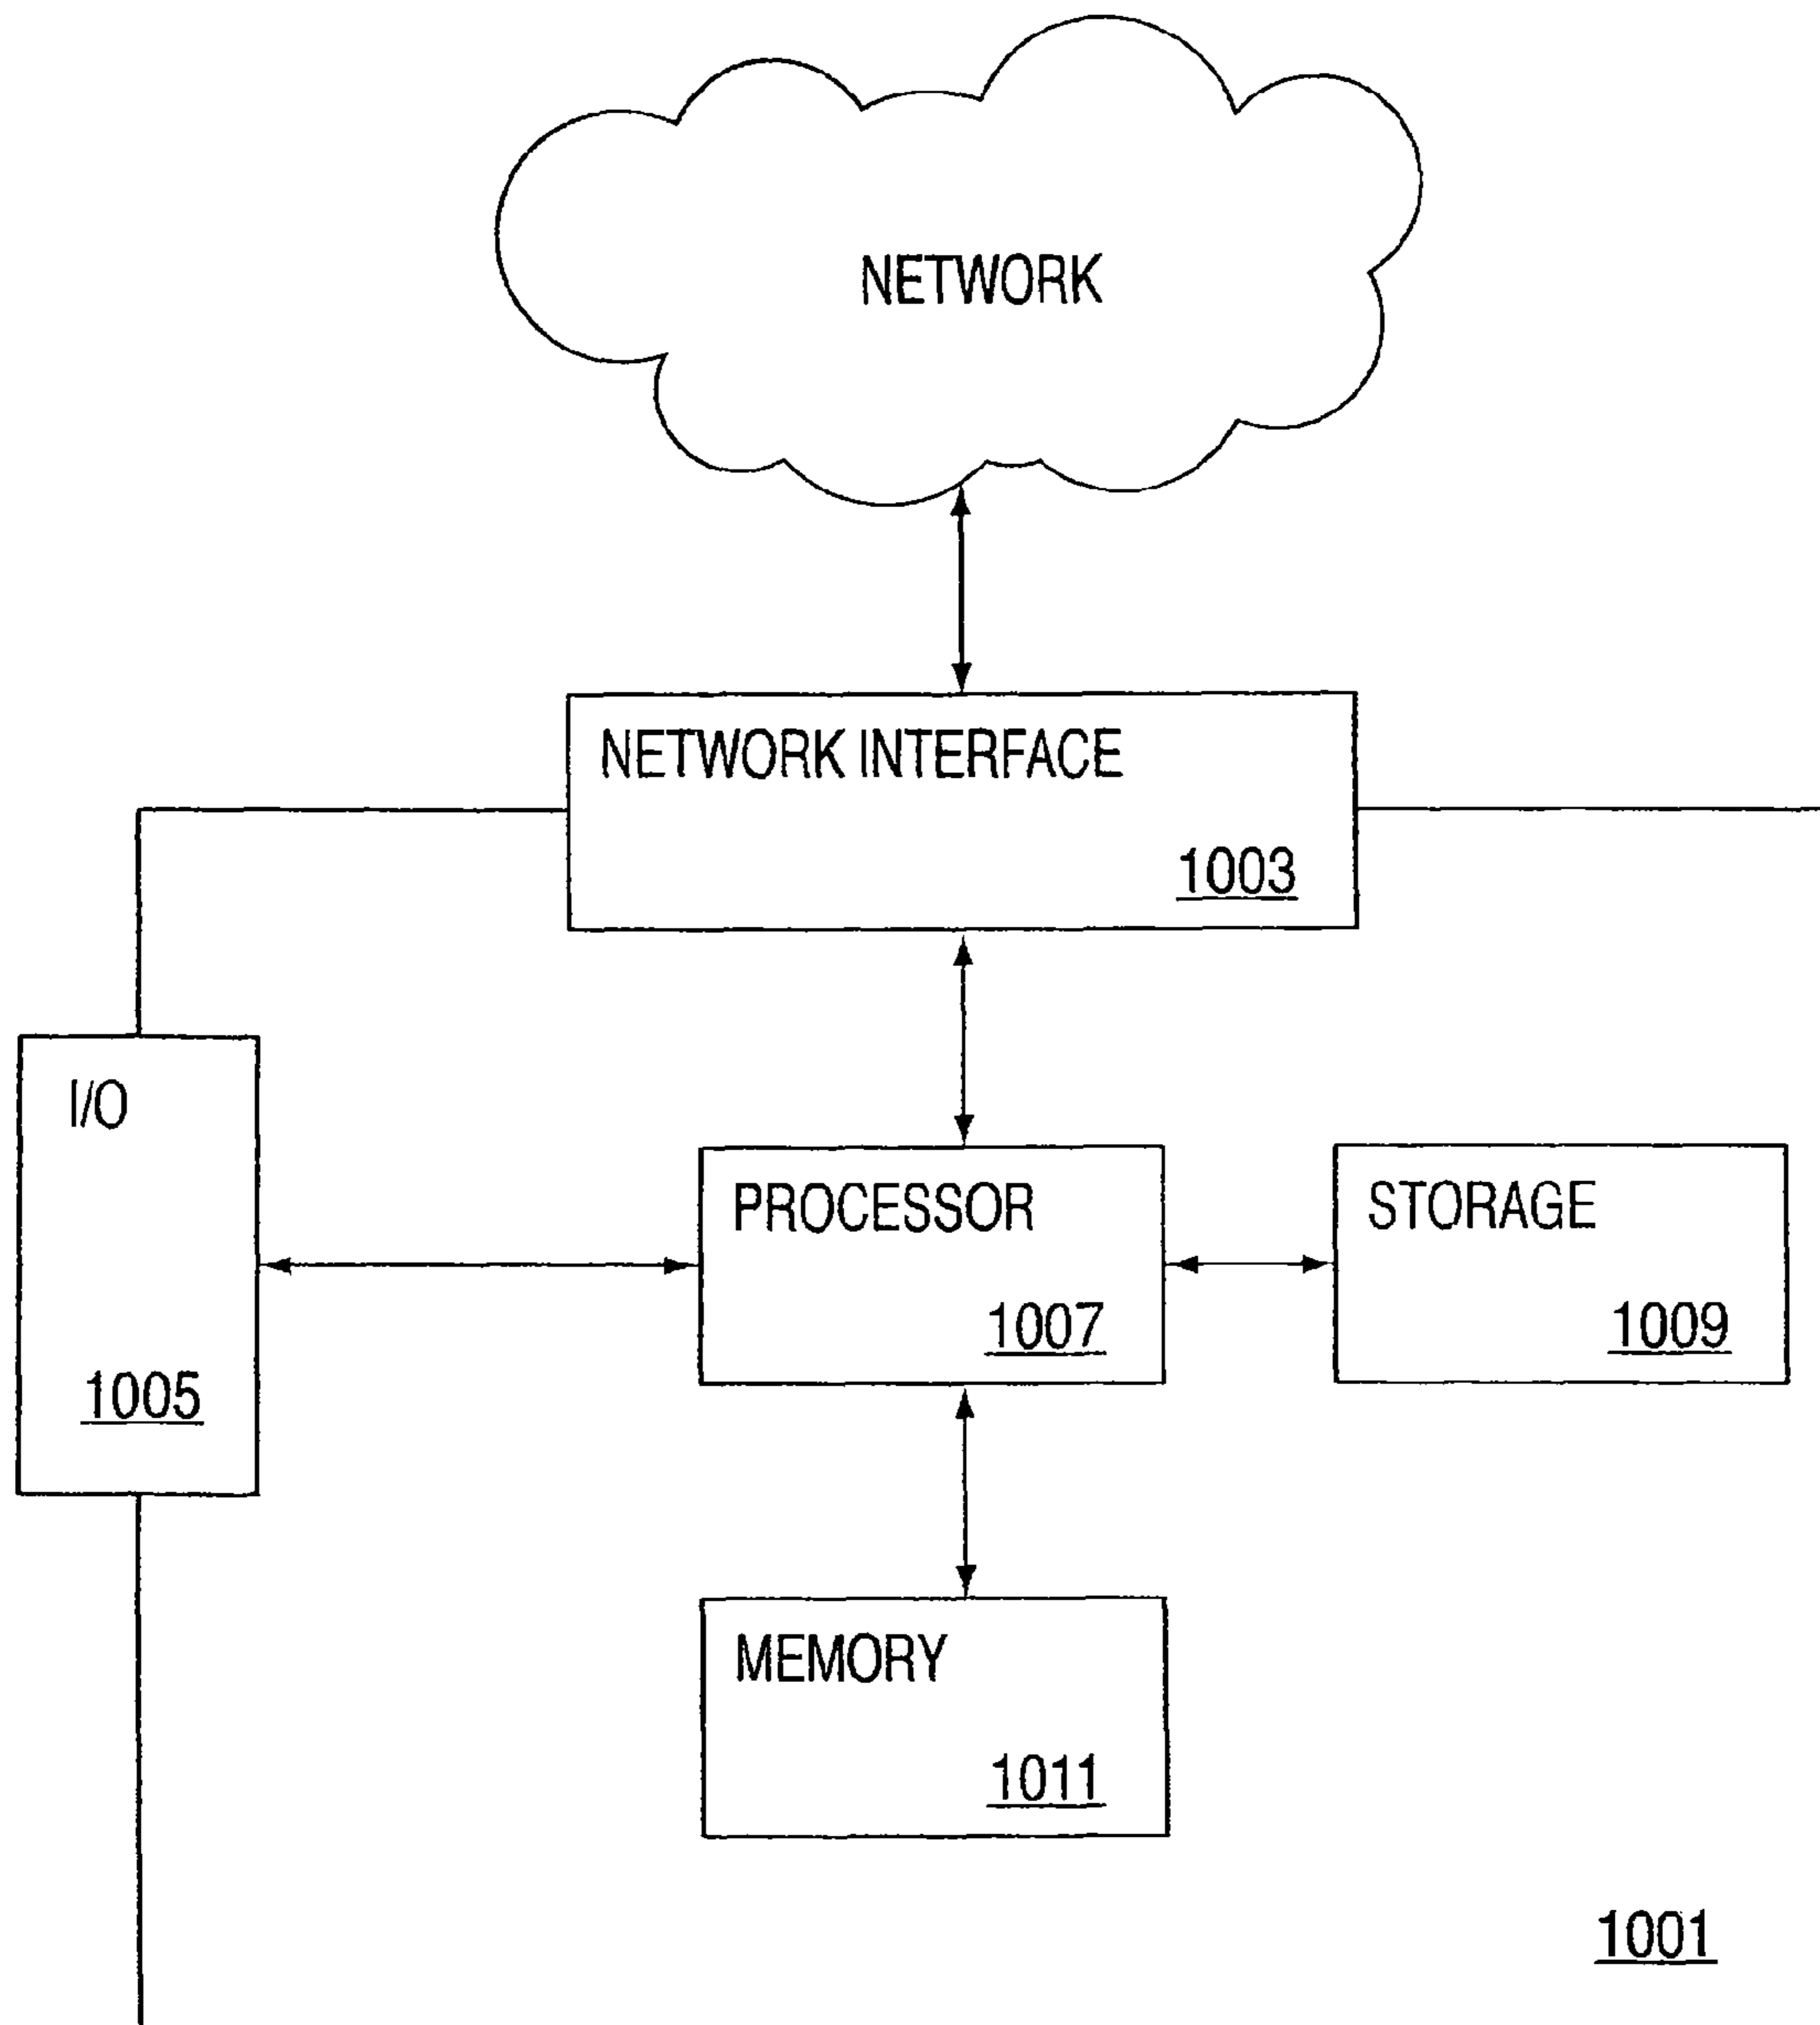 NETWORK
NETWORK INTERFACE
1003
I/O
1005
PROCESSOR
1007
STORAGE
1009
MEMORY
1011
1001